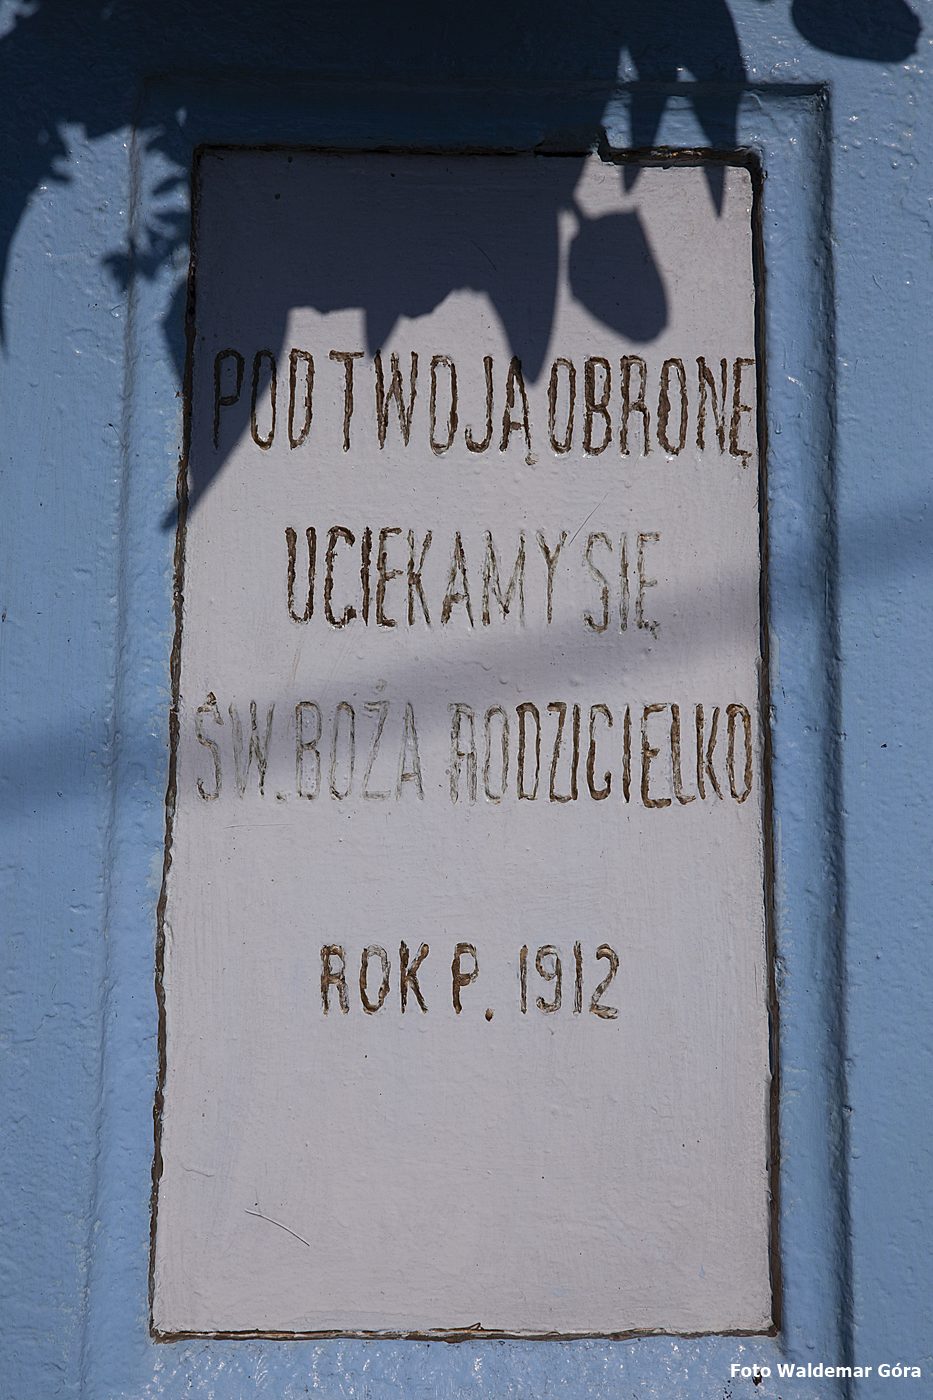 POD TWOJĄ OBRONĘ
UCIEKAMY SIĘ
ŚW. BOŻA RODZICIELKO
ROK P. 1912
Foto Waldemar Góra